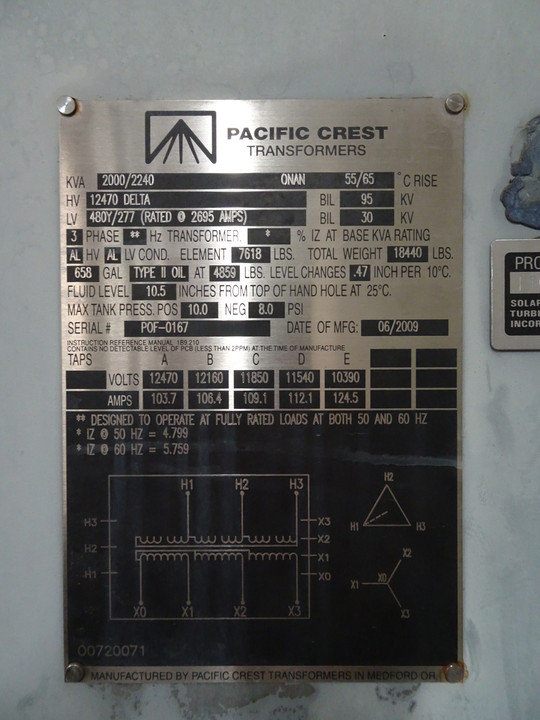 PACIFIC CREST
TRANSFORMERS
KVA 2000/2240 ONAN 55/65 °C RISE
HV 12470 DELTA BIL 95 KV
LV 480Y/277 (RATED @ 2695 AMPS) BIL 30 KV
3 PHASE ** Hz TRANSFORMER. * % IZ AT BASE KVA RATING
AL HV AL LV COND. ELEMENT 7618 LBS. TOTAL WEIGHT 18440 LBS.
658 GAL TYPE II OIL AT 4859 LBS. LEVEL CHANGES .47 INCH PER 10°C.
FLUID LEVEL 10.5 INCHES FROM TOP OF HAND HOLE AT 25°C.
MAX TANK PRESS. POS 10.0 NEG 8.0 PSI
SERIAL # POF-0167 DATE OF MFG: 06/2009
INSTRUCTION REFERENCE MANUAL 1B9.210
CONTAINS NO DETECTABLE LEVEL OF PCB (LESS THAN 2PPM) AT THE TIME OF MANUFACTURE
TAPS A B C D E
VOLTS 12470 12160 11850 11540 10390
AMPS 103.7 106.4 109.1 112.1 124.5
** DESIGNED TO OPERATE AT FULLY RATED LOADS AT BOTH 50 AND 60 HZ
* IZ @ 50 HZ = 4.799
* IZ @ 60 HZ = 5.759
H1 H2 H3
H3 X3
H2 X2
X1
H1 X0
X0 X1 X2 X3
H2
H1 H3
X2
X1 X0
X3
00720071
MANUFACTURED BY PACIFIC CREST TRANSFORMERS IN MEDFORD OR
PRO
SOLAR
TURB
INCOR